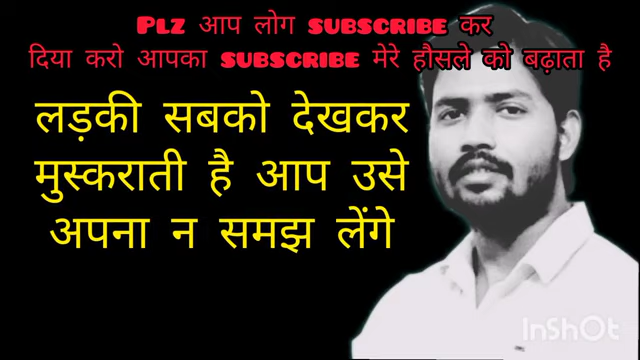 Plz आप लोग subscribe कर
दिया करो आपका subscribe मेरे हौसले को बढ़ाता है
लड़की सबको देखकर
मुस्कराती है आप उसे
अपना न समझ लेंगे
InShOt